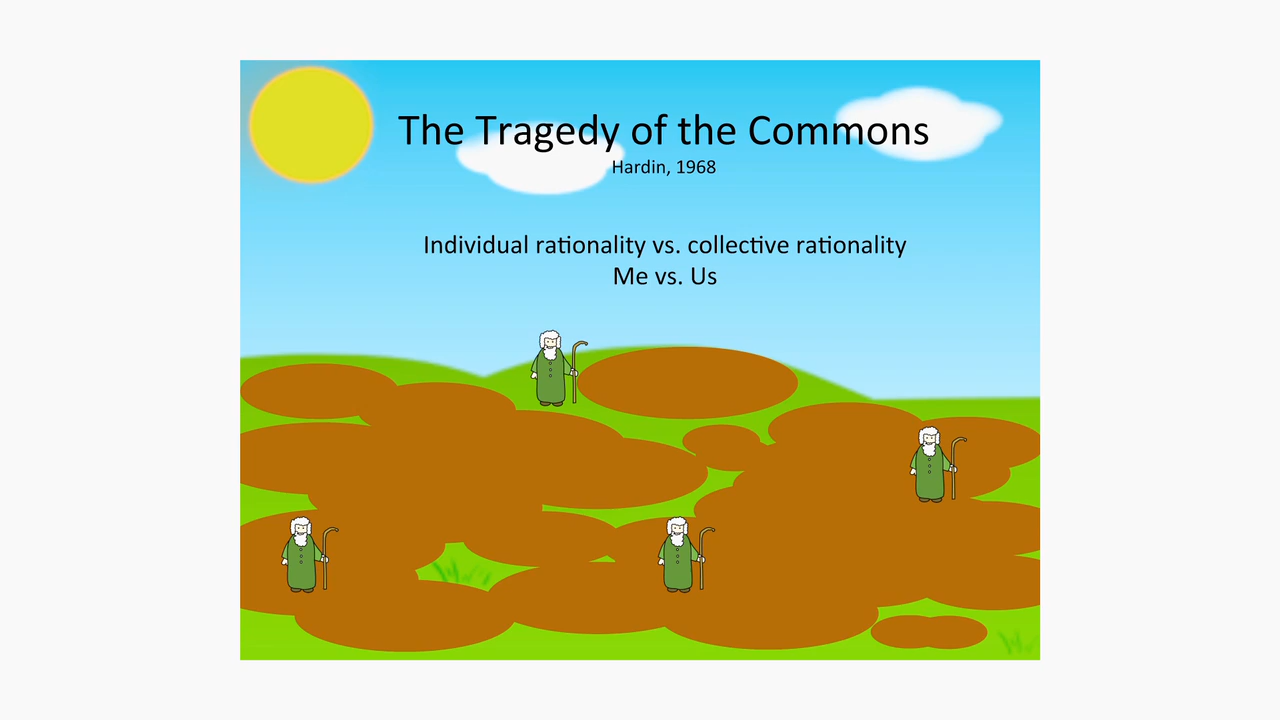 The Tragedy of the Commons
Hardin, 1968
Individual rationality vs. collective rationality
Me vs. Us